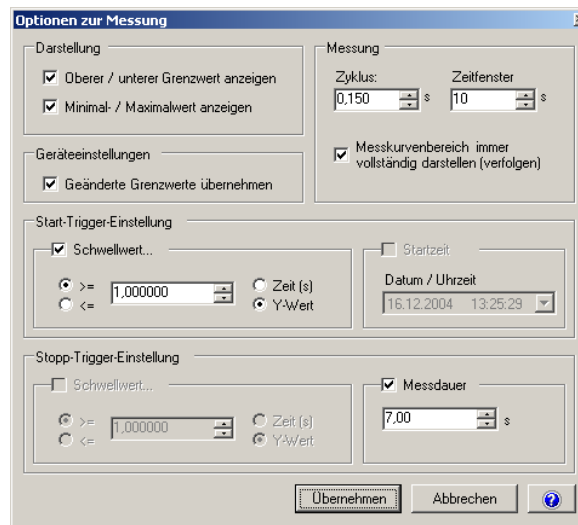 Optionen zur Messung
Darstellung
Oberer / unterer Grenzwert anzeigen
Minimal- / Maximalwert anzeigen
Geräteeinstellungen
Geänderte Grenzwerte übernehmen
Messung
Zyklus:
Zeitfenster
0,150 s
10 s
Messkurvenbereich immer
vollständig darstellen (verfolgen)
Start-Trigger-Einstellung
Schwellwert...
>=
<=
1,000000
Zeit (s)
Y-Wert
Startzeit
Datum / Uhrzeit
16.12.2004 13:25:29
Stopp-Trigger-Einstellung
Schwellwert...
>=
<=
1,000000
Zeit (s)
Y-Wert
Messdauer
7,00 s
Übernehmen
Abbrechen
?